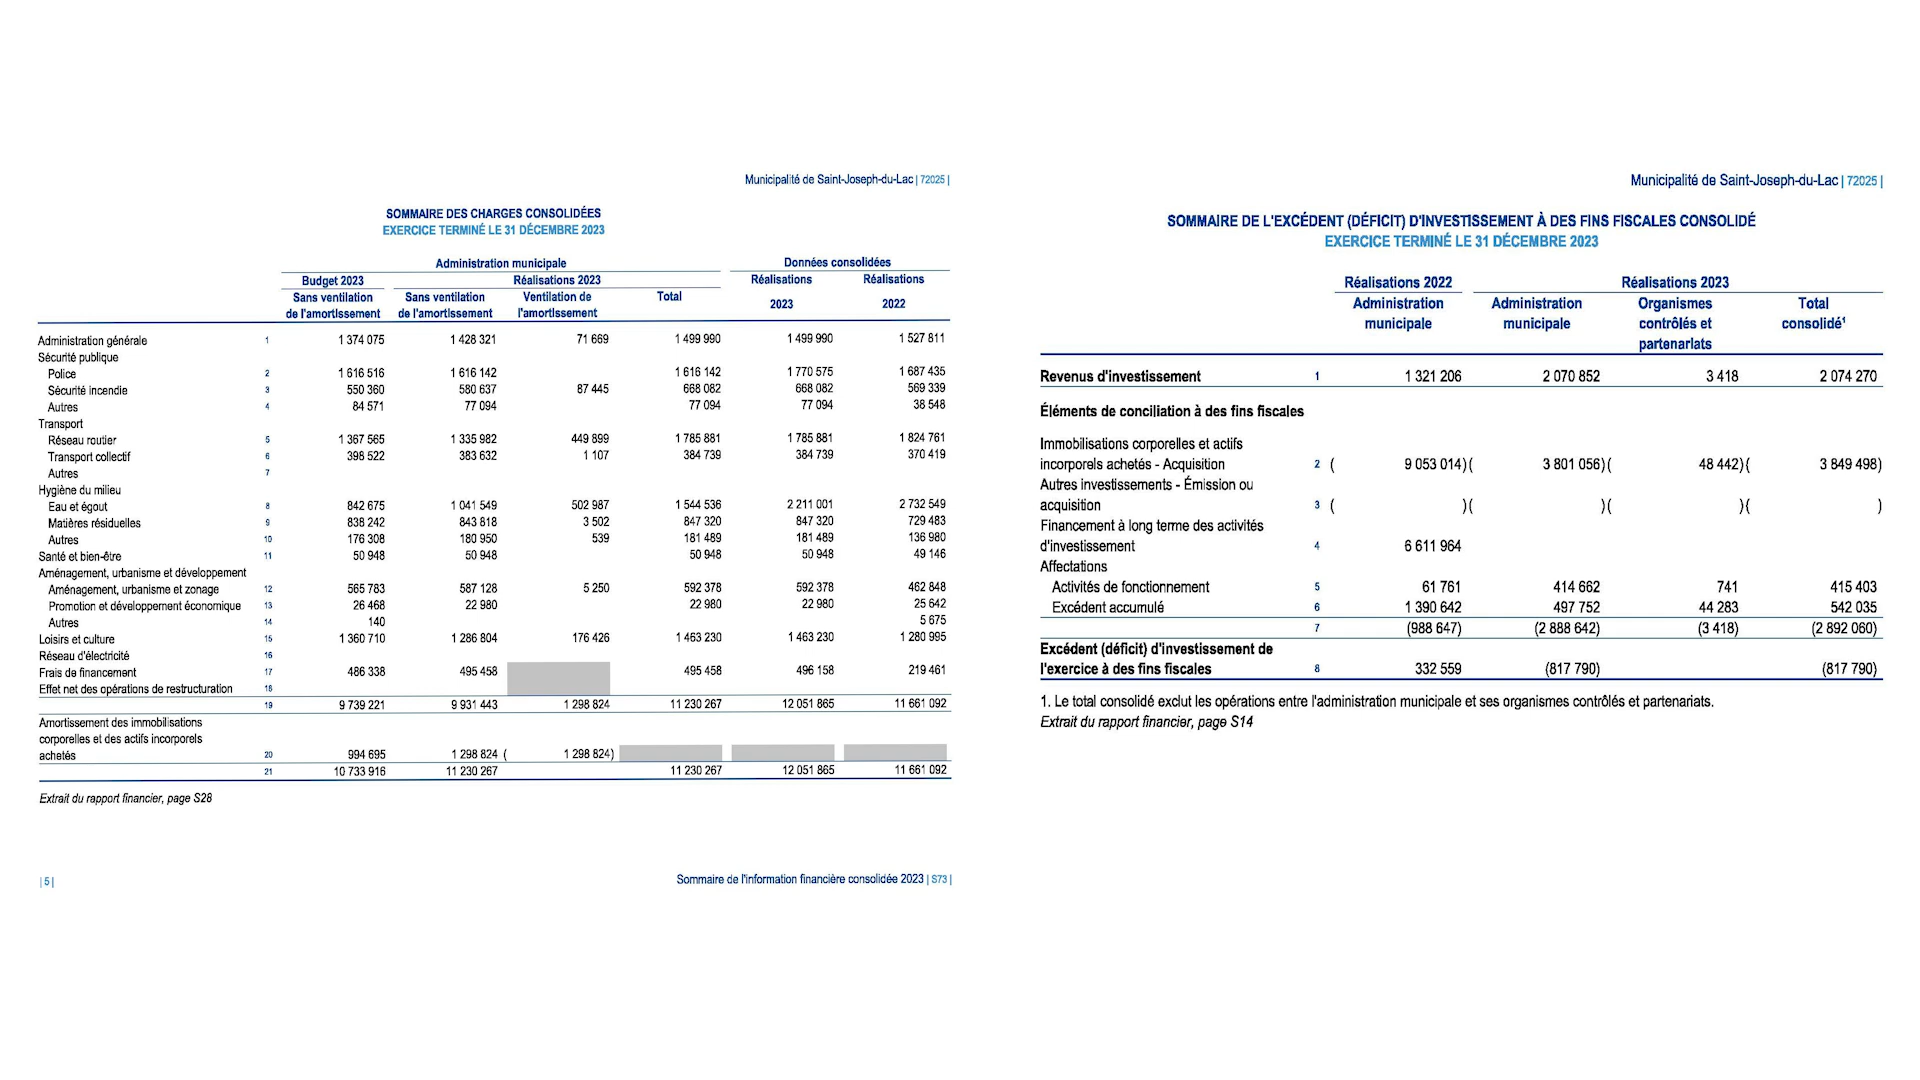 Municipalité de Saint-Joseph-du-Lac | 72025 |
SOMMAIRE DES CHARGES CONSOLIDÉES
EXERCICE TERMINÉ LE 31 DÉCEMBRE 2023
Administration municipale Données consolidées
Budget 2023 Réalisations 2023 Réalisations Réalisations
Sans ventilation de l'amortissement Sans ventilation de l'amortissement Ventilation de l'amortissement Total 2023 2022
Administration générale 1 1 374 075 1 428 321 71 669 1 499 990 1 499 990 1 527 811
Sécurité publique
Police 2 1 616 516 1 616 142 1 616 142 1 770 575 1 687 435
Sécurité incendie 3 550 360 580 637 87 445 668 082 668 082 569 339
Autres 4 84 571 77 094 77 094 77 094 38 548
Transport
Réseau routier 5 1 367 565 1 335 982 449 899 1 785 881 1 785 881 1 824 761
Transport collectif 6 398 522 383 632 1 107 384 739 384 739 370 419
Autres 7
Hygiène du milieu
Eau et égout 8 842 675 1 041 549 502 987 1 544 536 2 211 001 2 732 549
Matières résiduelles 9 838 242 843 818 3 502 847 320 847 320 729 483
Autres 10 176 308 180 950 539 181 489 181 489 136 980
Santé et bien-être 11 50 948 50 948 50 948 50 948 49 146
Aménagement, urbanisme et développement
Aménagement, urbanisme et zonage 12 565 783 587 128 5 250 592 378 592 378 462 848
Promotion et développement économique 13 26 468 22 980 22 980 22 980 25 642
Autres 14 140 5 675
Loisirs et culture 15 1 360 710 1 286 804 176 426 1 463 230 1 463 230 1 280 995
Réseau d'électricité 16
Frais de financement 17 486 338 495 458 495 458 496 158 219 461
Effet net des opérations de restructuration 18
19 9 739 221 9 931 443 1 298 824 11 230 267 12 051 865 11 661 092
Amortissement des immobilisations
corporelles et des actifs incorporels
achetés 20 994 695 1 298 824 ( 1 298 824)
21 10 733 916 11 230 267 11 230 267 12 051 865 11 661 092
Extrait du rapport financier, page S28
| 5 | Sommaire de l'information financière consolidée 2023 | S73 |
Municipalité de Saint-Joseph-du-Lac | 72025 |
SOMMAIRE DE L'EXCÉDENT (DÉFICIT) D'INVESTISSEMENT À DES FINS FISCALES CONSOLIDÉ
EXERCICE TERMINÉ LE 31 DÉCEMBRE 2023
Réalisations 2022 Réalisations 2023
Administration municipale Administration municipale Organismes contrôlés et partenariats Total consolidé¹
Revenus d'investissement 1 1 321 206 2 070 852 3 418 2 074 270
Éléments de conciliation à des fins fiscales
Immobilisations corporelles et actifs
incorporels achetés - Acquisition 2 ( 9 053 014) ( 3 801 056) ( 48 442) ( 3 849 498)
Autres investissements - Émission ou
acquisition 3 ( ) ( ) ( ) ( )
Financement à long terme des activités
d'investissement 4 6 611 964
Affectations
Activités de fonctionnement 5 61 761 414 662 741 415 403
Excédent accumulé 6 1 390 642 497 752 44 283 542 035
7 (988 647) (2 888 642) (3 418) (2 892 060)
Excédent (déficit) d'investissement de
l'exercice à des fins fiscales 8 332 559 (817 790) (817 790)
1. Le total consolidé exclut les opérations entre l'administration municipale et ses organismes contrôlés et partenariats.
Extrait du rapport financier, page S14